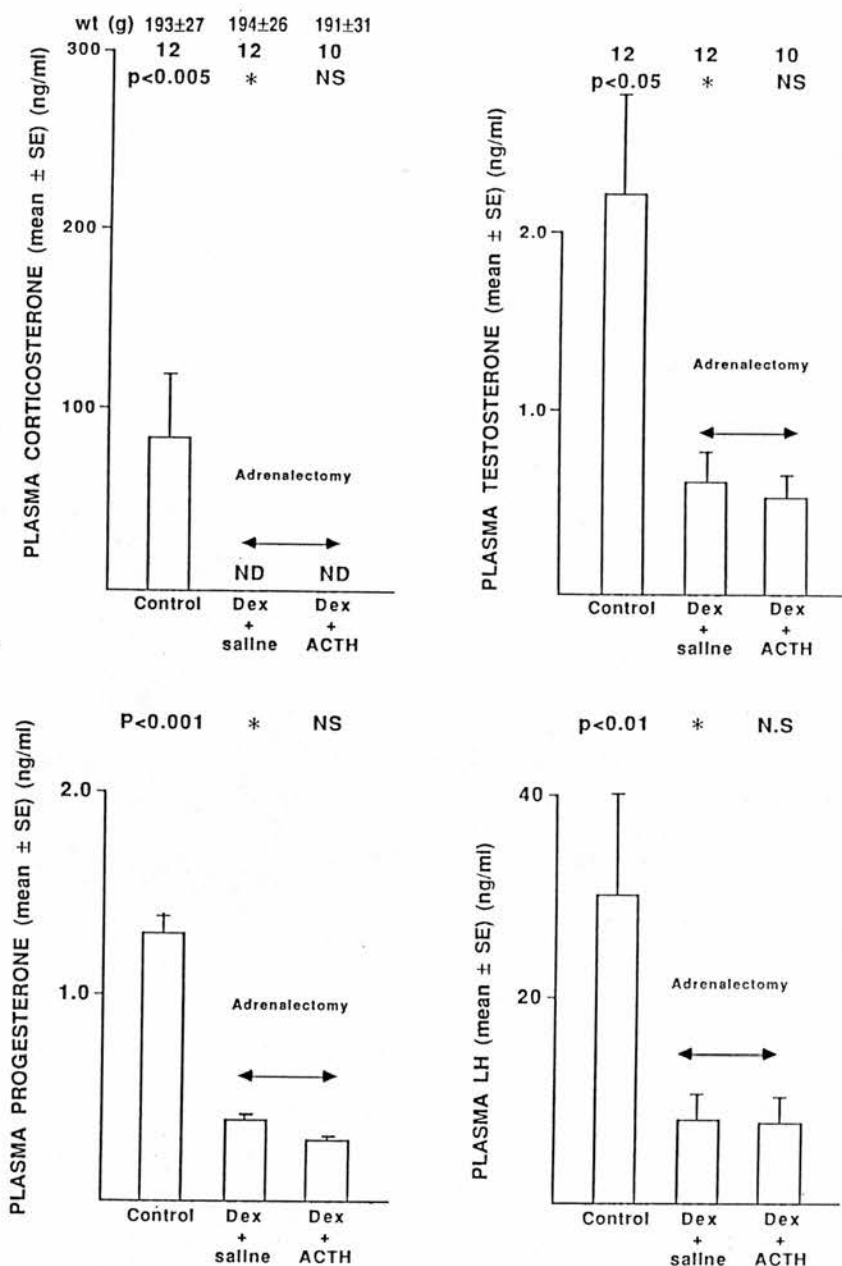 wt (g) 193±27 194±26 191±31
12 12 10
p<0.005 * NS
PLASMA CORTICOSTERONE (mean ± SE) (ng/ml)
300
200
100
Adrenalectomy
ND ND
Control Dex Dex
+ +
saline ACTH
12 12 10
p<0.05 * NS
PLASMA TESTOSTERONE (mean ± SE) (ng/ml)
2.0
1.0
Adrenalectomy
Control Dex Dex
+ +
saline ACTH
P<0.001 * NS
PLASMA PROGESTERONE (mean ± SE) (ng/ml)
2.0
1.0
Adrenalectomy
Control Dex Dex
+ +
saline ACTH
p<0.01 * N.S
PLASMA LH (mean ± SE) (ng/ml)
40
20
Adrenalectomy
Control Dex Dex
+ +
saline ACTH